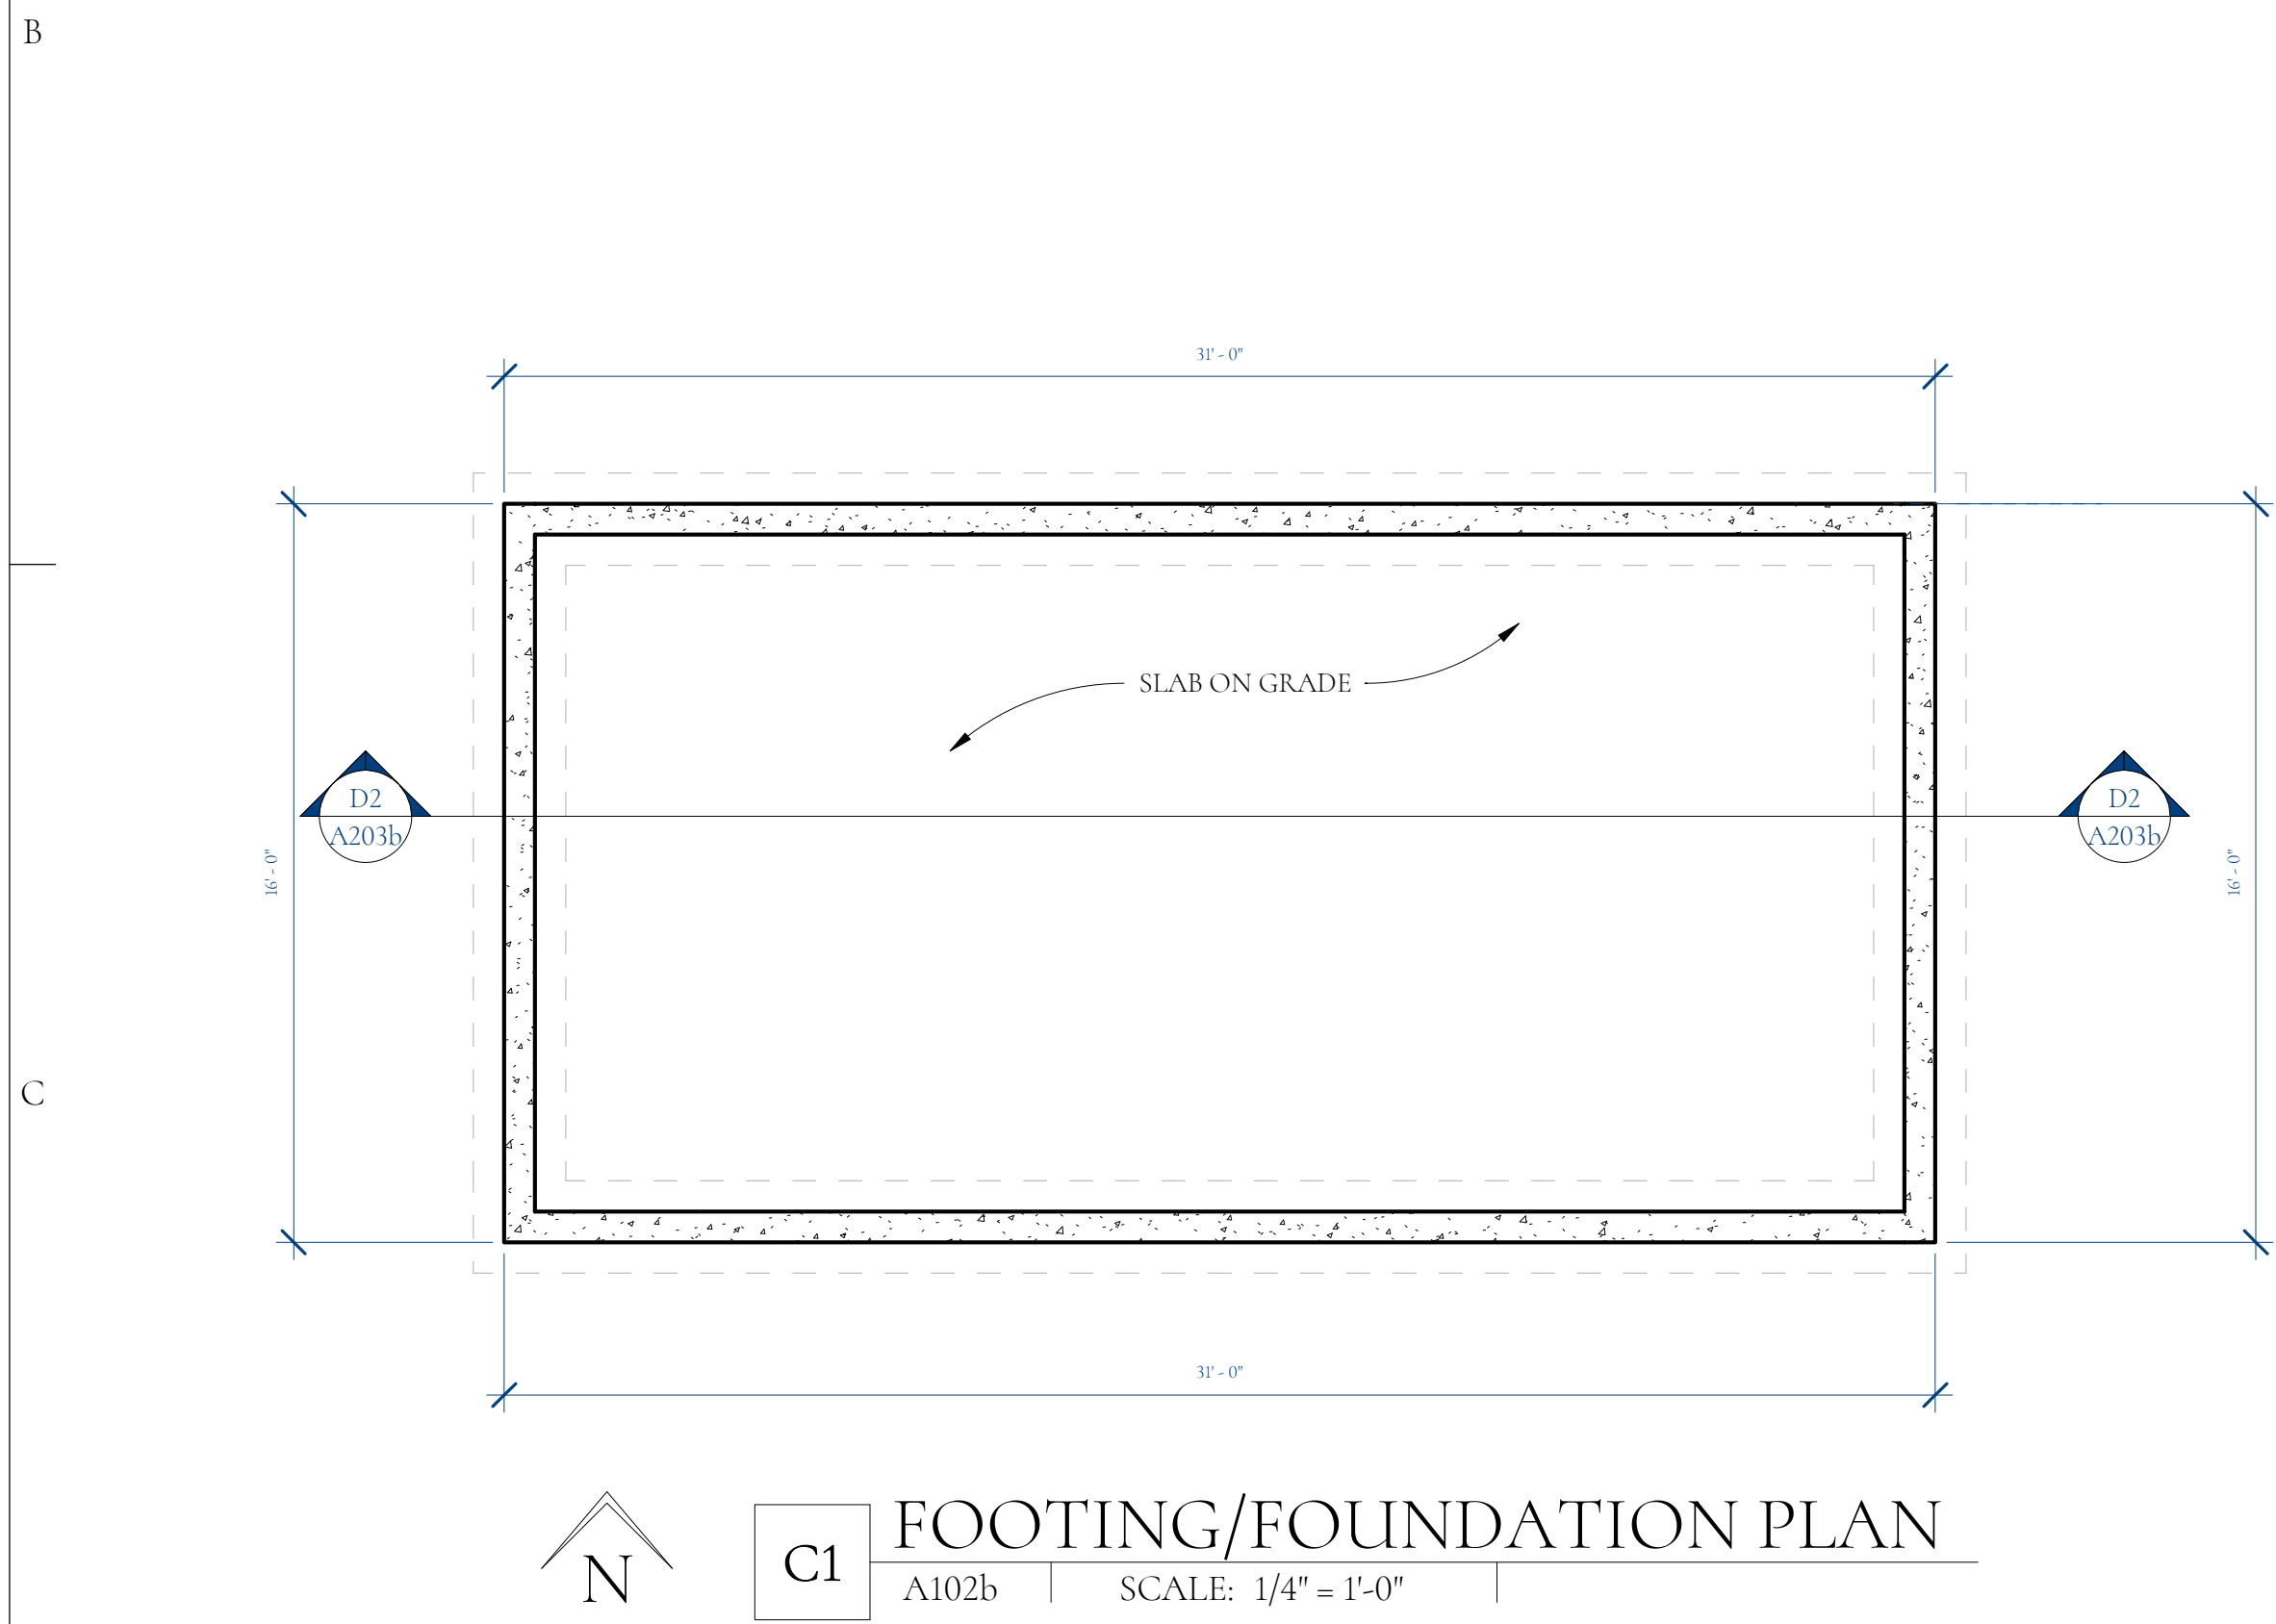 B
31' - 0"
SLAB ON GRADE
D2
A203b
D2
A203b
16' - 0"
16' - 0"
C
31' - 0"
N
C1
FOOTING/FOUNDATION PLAN
A102b
SCALE: 1/4" = 1'-0"